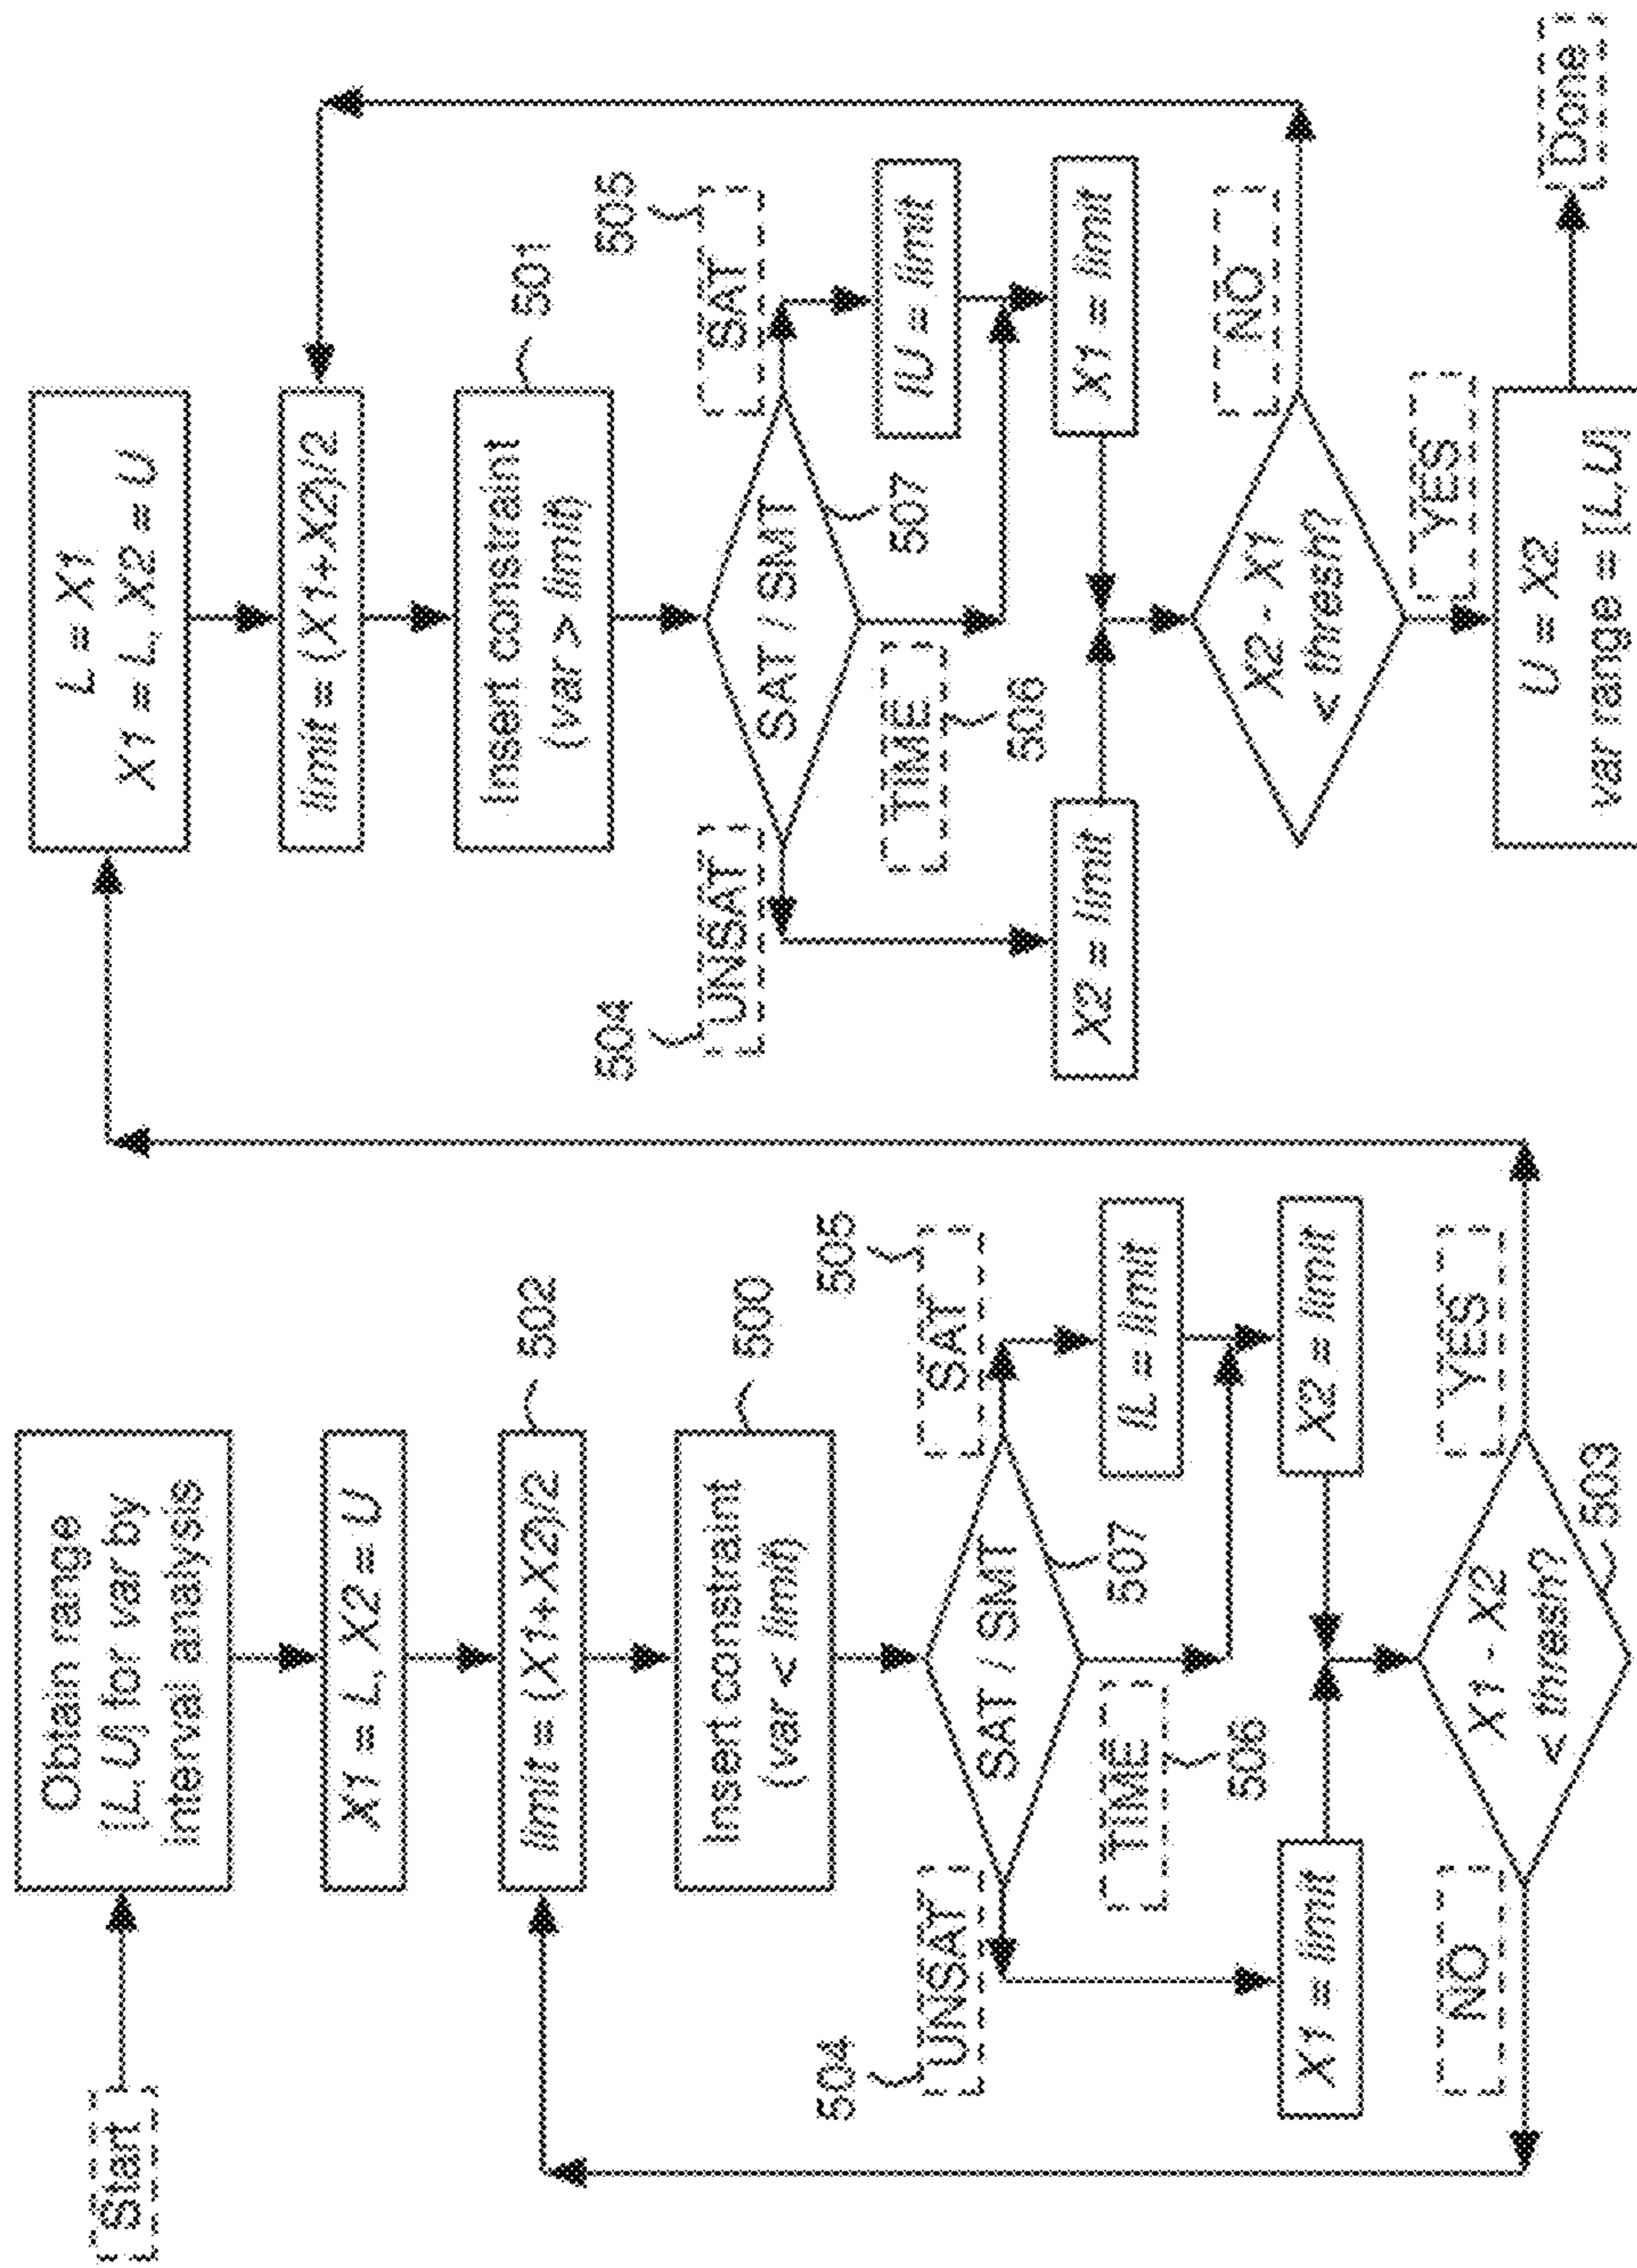 Start
Obtain range
[L,U] for var by
interval analysis
X1 = L, X2 = U
limit = (X1+X2)/2
502
Insert constraint
(var < limit)
500
SAT / SMT
507
504
UNSAT
505
SAT
TIME
506
IL = limit
X1 = limit
X2 = limit
X1 - X2
< thresh?
503
NO
YES
L = X1
X1 = L, X2 = U
limit = (X1+X2)/2
Insert constraint
(var > limit)
501
SAT / SMT
507
504
UNSAT
505
SAT
TIME
506
IU = limit
X2 = limit
X1 = limit
X2 - X1
< thresh?
NO
YES
U = X2
var range = [L,U]
Done